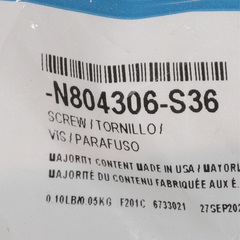 -N804306-S36
SCREW/TORNILLO/
VIS/PARAFUSO
MAJORITY CONTENT MADE IN USA/MAYOR
MAJORITÉ DU CONTENU FABRIQUÉE AUX É.
0.10LB/0.05KG F201C 6733021 27SEP202